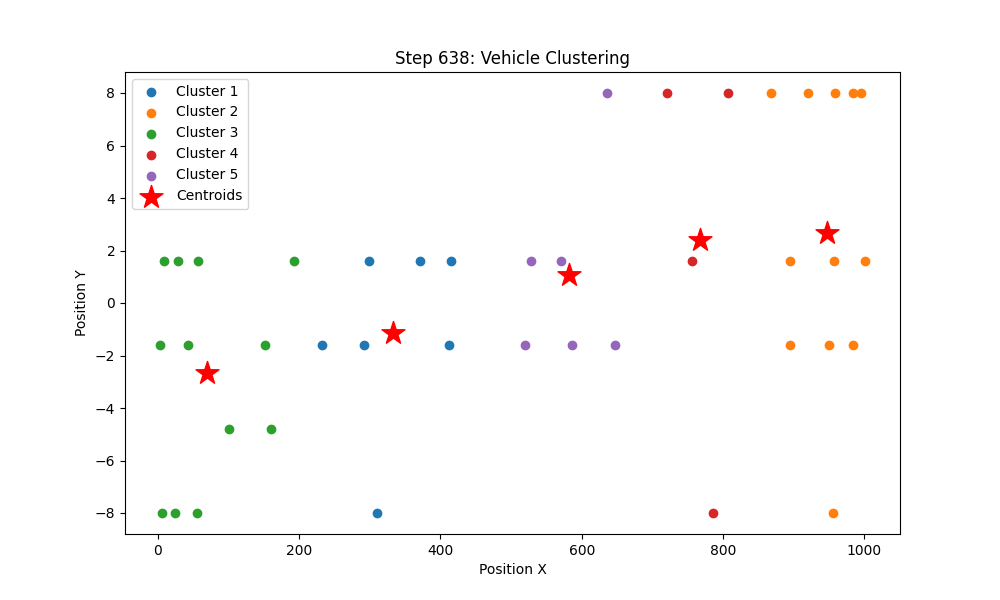 Step 638: Vehicle Clustering
Cluster 1
Cluster 2
Cluster 3
Cluster 4
Cluster 5
Centroids
8
6
4
2
0
−2
−4
−6
−8
Position Y
0 200 400 600 800 1000
Position X